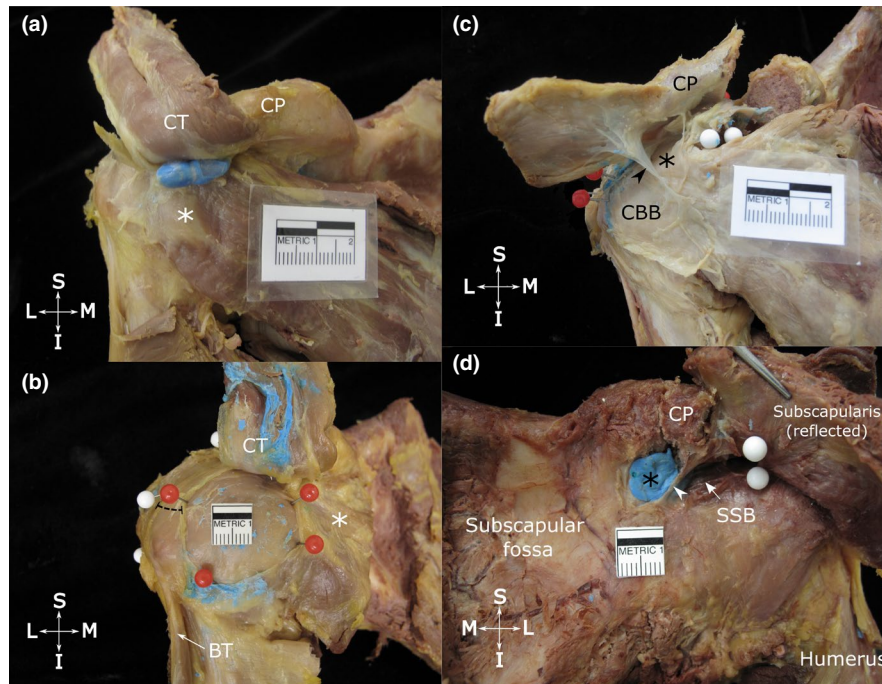 (a)
CT
CP
*
METRIC 1 2
S
L M
I
(b)
CT
METRIC 1
*
S
L M
I
BT
(c)
CP
*
CBB
METRIC 1 2
S
L M
I
(d)
CP
Subscapularis
(reflected)
*
SSB
Subscapular
fossa
METRIC 1
S
M L
I
Humerus